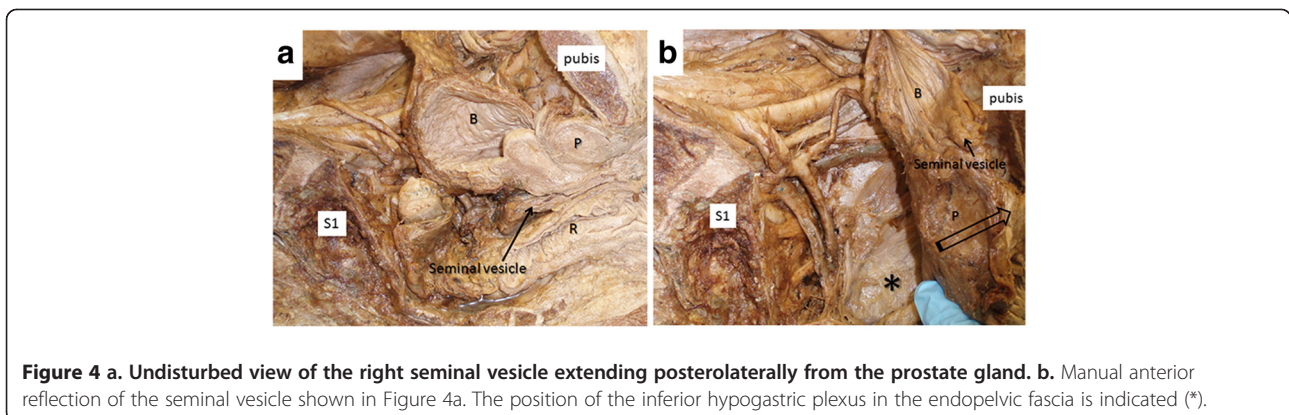 a
pubis
B
P
S1
R
Seminal vesicle
b
B
pubis
Seminal vesicle
S1
P
*
Figure 4 a. Undisturbed view of the right seminal vesicle extending posterolaterally from the prostate gland. b. Manual anterior
reflection of the seminal vesicle shown in Figure 4a. The position of the inferior hypogastric plexus in the endopelvic fascia is indicated (*).